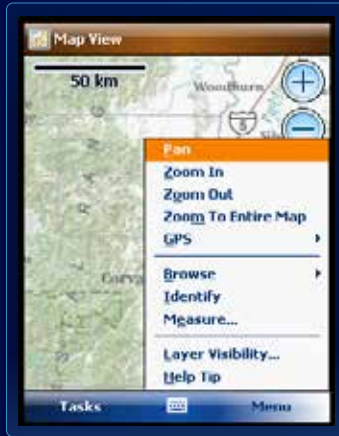 Map View
50 km
Woodburn
5
Pan
Zoom In
Zoom Out
Zoom To Entire Map
GPS
Browse
Identify
Measure...
Layer Visibility...
Help Tip
Tasks
Menu